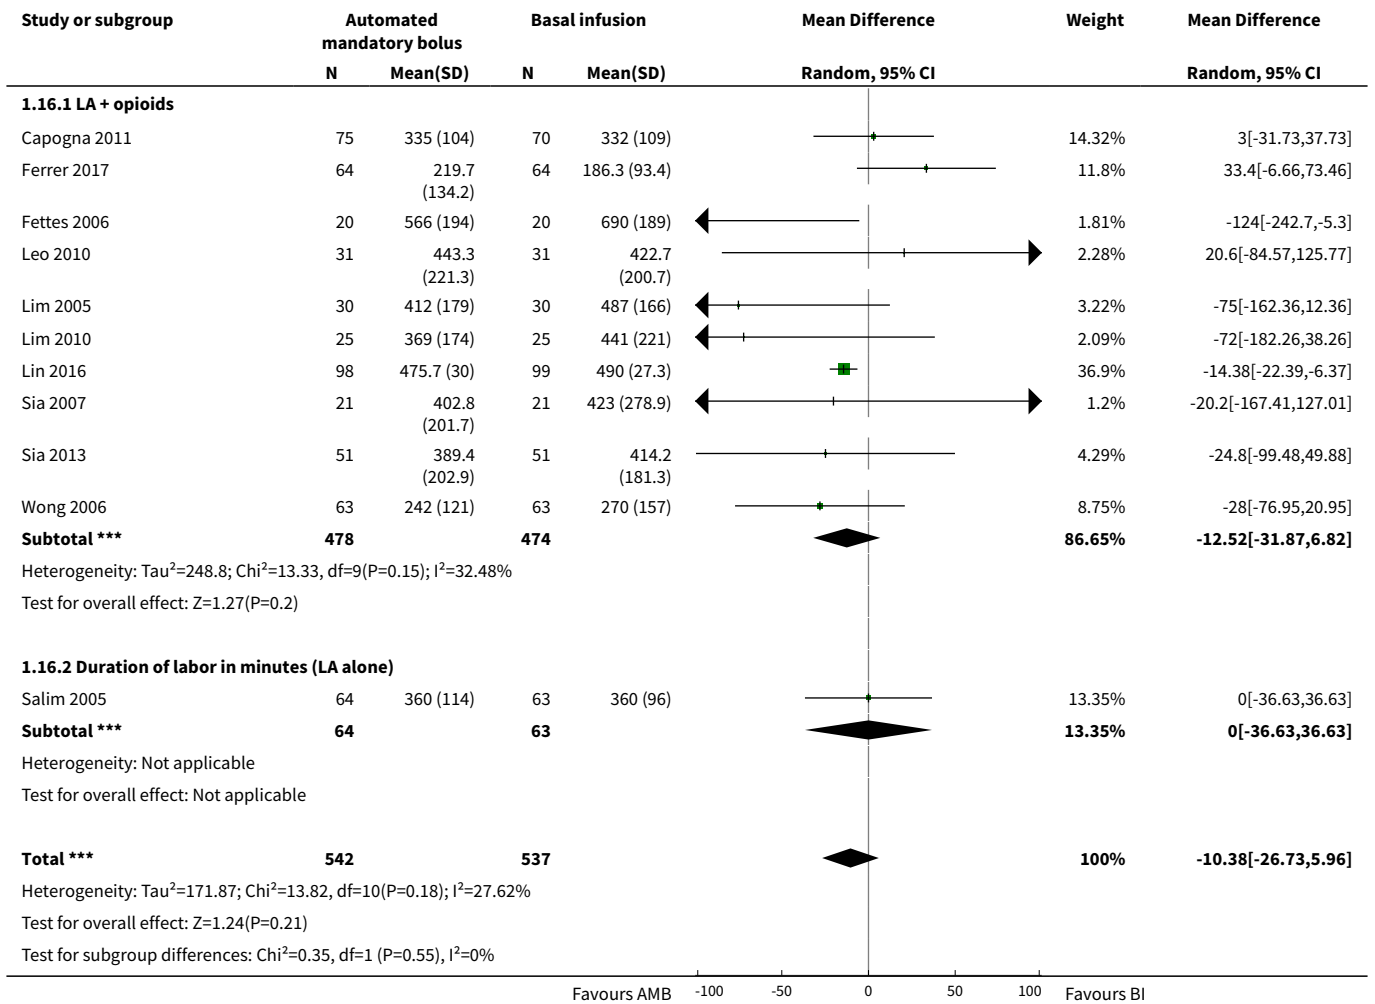 Study or subgroup Automated mandatory bolus Basal infusion Mean Difference Weight Mean Difference
N Mean(SD) N Mean(SD) Random, 95% CI Random, 95% CI
1.16.1 LA + opioids
Capogna 2011 75 335 (104) 70 332 (109) 14.32% 3[-31.73,37.73]
Ferrer 2017 64 219.7 (134.2) 64 186.3 (93.4) 11.8% 33.4[-6.66,73.46]
Fettes 2006 20 566 (194) 20 690 (189) 1.81% -124[-242.7,-5.3]
Leo 2010 31 443.3 (221.3) 31 422.7 (200.7) 2.28% 20.6[-84.57,125.77]
Lim 2005 30 412 (179) 30 487 (166) 3.22% -75[-162.36,12.36]
Lim 2010 25 369 (174) 25 441 (221) 2.09% -72[-182.26,38.26]
Lin 2016 98 475.7 (30) 99 490 (27.3) 36.9% -14.38[-22.39,-6.37]
Sia 2007 21 402.8 (201.7) 21 423 (278.9) 1.2% -20.2[-167.41,127.01]
Sia 2013 51 389.4 (202.9) 51 414.2 (181.3) 4.29% -24.8[-99.48,49.88]
Wong 2006 63 242 (121) 63 270 (157) 8.75% -28[-76.95,20.95]
Subtotal *** 478 474 86.65% -12.52[-31.87,6.82]
Heterogeneity: Tau²=248.8; Chi²=13.33, df=9(P=0.15); I²=32.48%
Test for overall effect: Z=1.27(P=0.2)
1.16.2 Duration of labor in minutes (LA alone)
Salim 2005 64 360 (114) 63 360 (96) 13.35% 0[-36.63,36.63]
Subtotal *** 64 63 13.35% 0[-36.63,36.63]
Heterogeneity: Not applicable
Test for overall effect: Not applicable
Total *** 542 537 100% -10.38[-26.73,5.96]
Heterogeneity: Tau²=171.87; Chi²=13.82, df=10(P=0.18); I²=27.62%
Test for overall effect: Z=1.24(P=0.21)
Test for subgroup differences: Chi²=0.35, df=1 (P=0.55), I²=0%
Favours AMB -100 -50 0 50 100 Favours BI